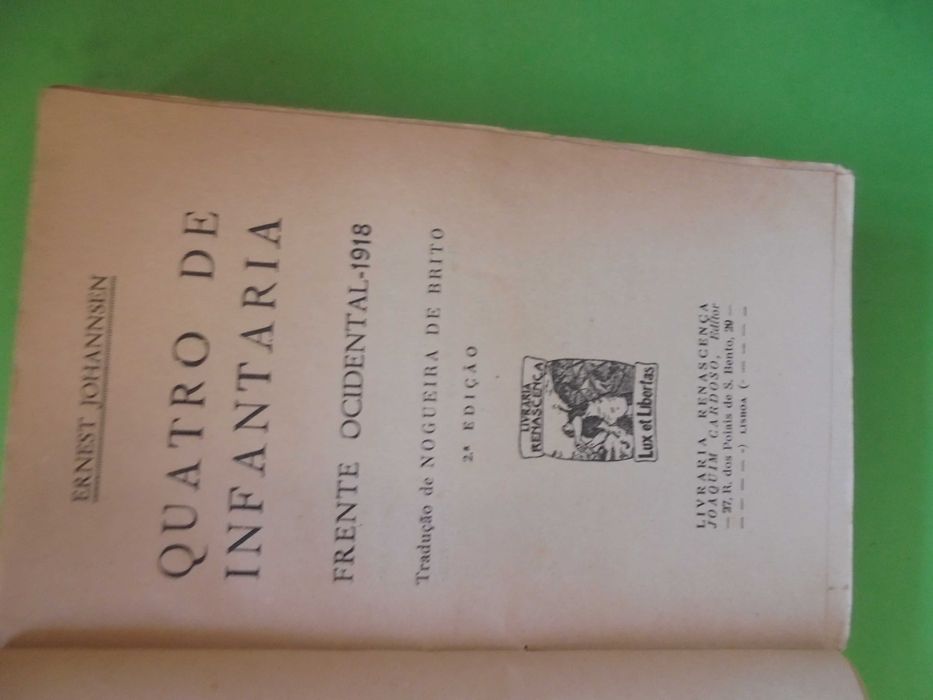 ERNEST JOHANNSEN
QUATRO DE
INFANTARIA
FRENTE OCIDENTAL-1918
Tradução de NOGUEIRA DE BRITO
2.ª EDIÇÃO
LIVRARIA
RENASCENÇA
Lux et Libertas
LIVRARIA RENASCENÇA
JOAQUIM CARDOSO, Editor
— 27, R. dos Poiais de S. Bento, 29 —
— — — — -) LISBOA (- — — — —